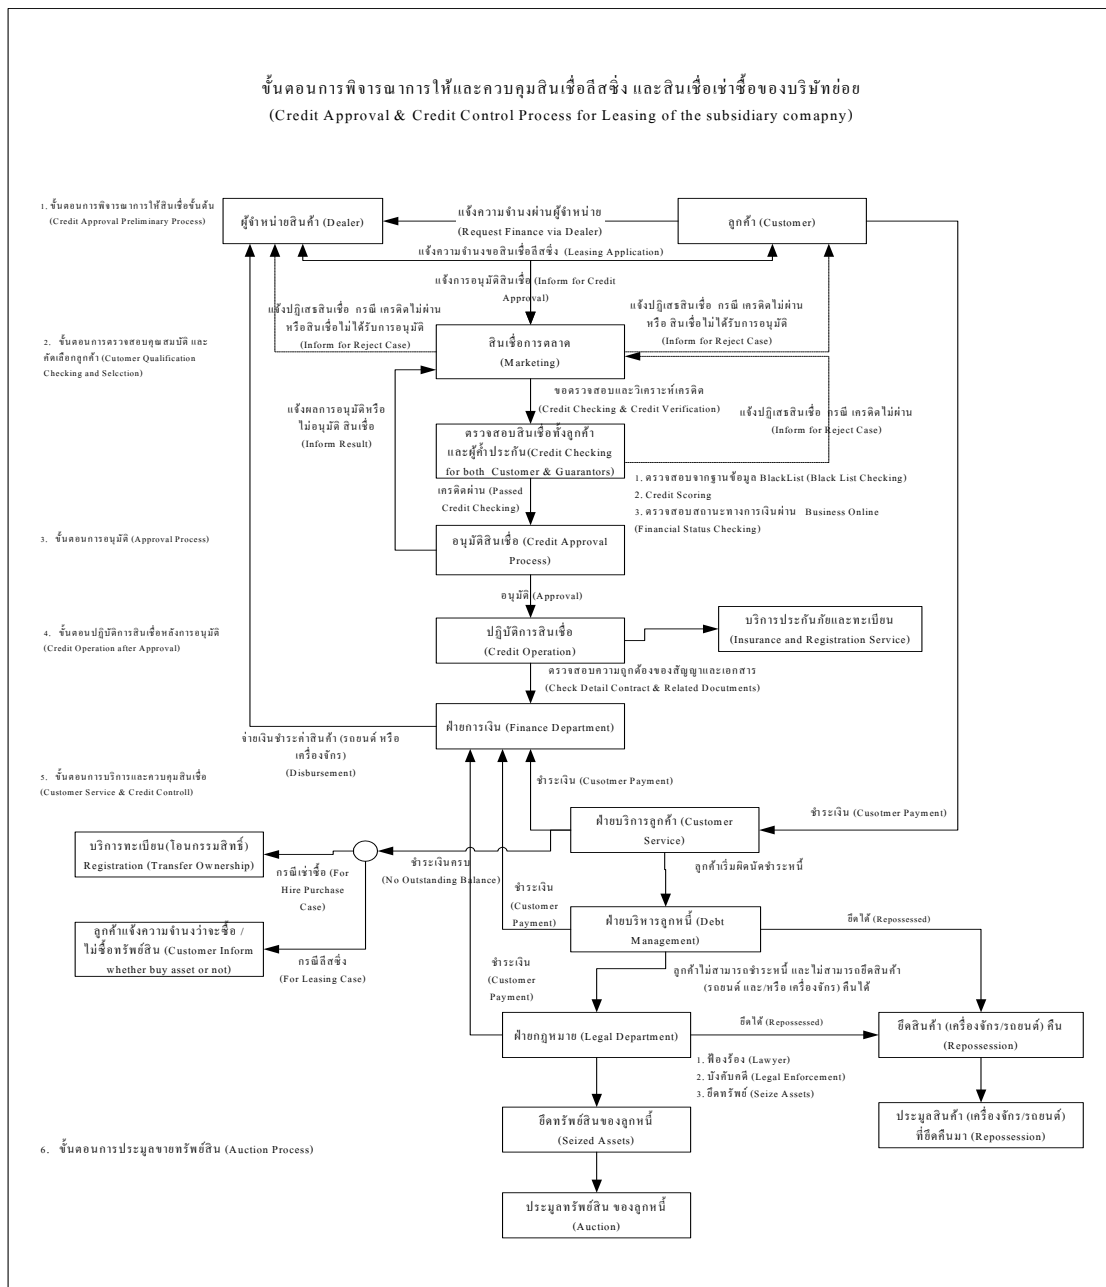 ขั้นตอนการพิจารณาการให้และควบคุมสินเชื่อลีสซิ่ง และสินเชื่อเช่าซื้อของบริษัทย่อย
(Credit Approval & Credit Control Process for Leasing of the subsidiary comapny)
1. ขั้นตอนการพิจารณาการให้สินเชื่อขั้นต้น
(Credit Approval Preliminary Process)
ผู้จำหน่ายสินค้า (Dealer)
แจ้งความจำนงผ่านผู้จำหน่าย
(Request Finance via Dealer)
ลูกค้า (Customer)
แจ้งความจำนงขอสินเชื่อลีสซิ่ง (Leasing Application)
แจ้งการอนุมัติสินเชื่อ (Inform for Credit
Approval)
แจ้งปฏิเสธสินเชื่อ กรณี เครดิตไม่ผ่าน
หรือสินเชื่อไม่ได้รับการอนุมัติ
(Inform for Reject Case)
แจ้งปฏิเสธสินเชื่อ กรณี เครดิตไม่ผ่าน
หรือ สินเชื่อไม่ได้รับการอนุมัติ
(Inform for Reject Case)
2. ขั้นตอนการตรวจสอบคุณสมบัติ และ
คัดเลือกลูกค้า (Cutomer Qualification
Checking and Selcction)
สินเชื่อการตลาด
(Marketing)
แจ้งผลการอนุมัติหรือ
ไม่อนุมัติ สินเชื่อ
(Inform Result)
ขอตรวจสอบและวิเคราะห์เครดิต
(Credit Checking & Credit Verification)
แจ้งปฏิเสธสินเชื่อ กรณี เครดิตไม่ผ่าน
(Inform for Reject Case)
ตรวจสอบสินเชื่อทั้งลูกค้า
และผู้ค้ำประกัน(Credit Checking
for both Customer & Guarantors)
1. ตรวจสอบจากฐานข้อมูล BlackList (Black List Checking)
2. Credit Scoring
3. ตรวจสอบสถานะทางการเงินผ่าน Business Online
(Financial Status Checking)
เครดิตผ่าน (Passed
Credit Checking)
3. ขั้นตอนการอนุมัติ (Approval Process)
อนุมัติสินเชื่อ (Credit Approval
Process)
อนุมัติ (Approval)
4. ขั้นตอนปฏิบัติการสินเชื่อหลังการอนุมัติ
(Credit Operation after Approval)
ปฏิบัติการสินเชื่อ
(Credit Operation)
บริการประกันภัยและทะเบียน
(Insurance and Registration Service)
ตรวจสอบความถูกต้องของสัญญาและเอกสาร
(Check Detail Contract & Related Docutments)
ฝ่ายการเงิน (Finance Department)
จ่ายเงินชำระค่าสินค้า (รถยนต์ หรือ
เครื่องจักร)
(Disbursement)
5. ขั้นตอนการบริการและควบคุมสินเชื่อ
(Customer Service & Credit Controll)
ชำระเงิน (Cusotmer Payment)
ชำระเงิน (Cusotmer Payment)
ฝ่ายบริการลูกค้า (Customer
Service)
บริการทะเบียน(โอนกรรมสิทธิ์)
Registration (Transfer Ownership)
กรณีเช่าซื้อ (For
Hire Purchase
Case)
ชำระเงินครบ
(No Outstanding Balance)
ลูกค้าเริ่มผิดนัดชำระหนี้
ชำระเงิน
(Customer
Payment)
ลูกค้าแจ้งความจำนงว่าจะซื้อ /
ไม่ซื้อทรัพย์สิน (Customer Inform
whether buy asset or not)
กรณีลีสซิ่ง
(For Leasing Case)
ฝ่ายบริหารลูกหนี้ (Debt
Management)
ยึดได้ (Repossessed)
ชำระเงิน
(Customer
Payment)
ลูกค้าไม่สามารถชำระหนี้ และไม่สามารถยึดสินค้า
(รถยนต์ และ/หรือ เครื่องจักร) คืนได้
ฝ่ายกฎหมาย (Legal Department)
ยึดได้ (Repossessed)
ยึดสินค้า (เครื่องจักร/รถยนต์) คืน
(Repossession)
1. ฟ้องร้อง (Lawyer)
2. บังคับคดี (Legal Enforcement)
3. ยึดทรัพย์ (Seize Assets)
ยึดทรัพย์สินของลูกหนี้
(Seized Assets)
ประมูลสินค้า (เครื่องจักร/รถยนต์)
ที่ยึดคืนมา (Repossession)
6. ขั้นตอนการประมูลขายทรัพย์สิน (Auction Process)
ประมูลทรัพย์สิน ของลูกหนี้
(Auction)